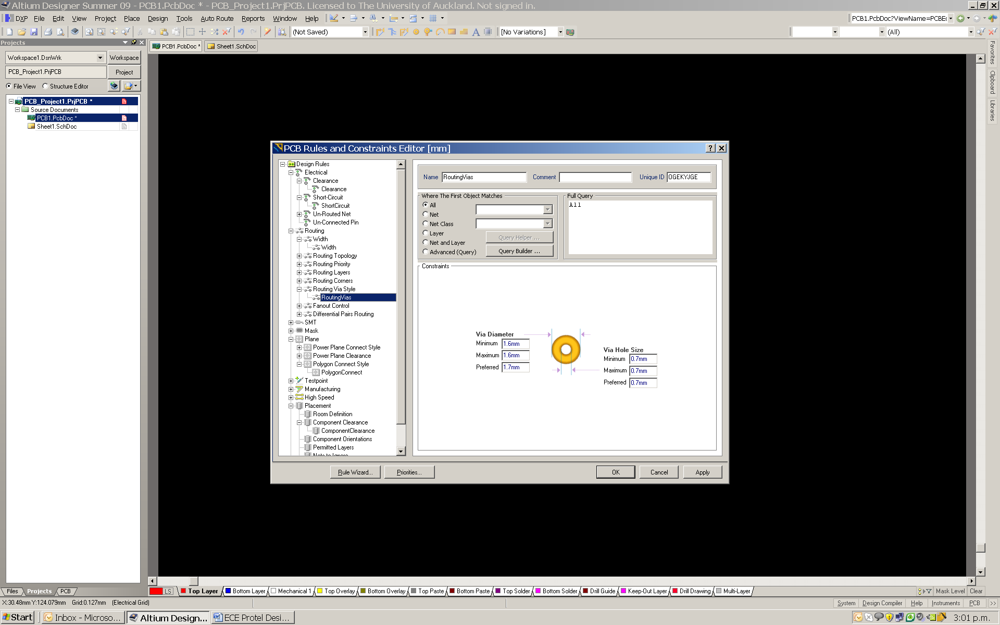 Altium Designer Summer 09 - PCB1.PcbDoc * - PCB_Project1.PrjPCB. Licensed to The University of Auckland. Not signed in.
DXP File Edit View Project Place Design Tools Auto Route Reports Window Help
PCB1.PcbDoc?ViewName=PCBE
(Not Saved)
[No Variations]
(All)
Projects
PCB1.PcbDoc *
Sheet1.SchDoc
Workspace1.DsnWrk
Workspace
PCB_Project1.PrjPCB
Project
File View
Structure Editor
PCB_Project1.PrjPCB *
Source Documents
PCB1.PcbDoc *
Sheet1.SchDoc
Favorites
Clipboard
Libraries
PCB Rules and Constraints Editor [mm]
Design Rules
Electrical
Clearance
Clearance
Short-Circuit
ShortCircuit
Un-Routed Net
Un-Connected Pin
Routing
Width
Width
Routing Topology
Routing Priority
Routing Layers
Routing Corners
Routing Via Style
RoutingVias
Fanout Control
Differential Pairs Routing
SMT
Mask
Plane
Power Plane Connect Style
Power Plane Clearance
Polygon Connect Style
PolygonConnect
Testpoint
Manufacturing
High Speed
Placement
Room Definition
Component Clearance
ComponentClearance
Component Orientations
Permitted Layers
Nets to Ignore
Name RoutingVias
Comment
Unique ID OGEKYJGE
Where The First Object Matches
All
Net
Net Class
Layer
Net and Layer
Advanced (Query)
Query Helper ...
Query Builder ...
Full Query
All
Constraints
Via Diameter
Minimum 1.6mm
Maximum 1.6mm
Preferred 1.7mm
Via Hole Size
Minimum 0.7mm
Maximum 0.7mm
Preferred 0.7mm
Rule Wizard...
Priorities...
OK
Cancel
Apply
Files Projects PCB
LS Top Layer Bottom Layer Mechanical 1 Top Overlay Bottom Overlay Top Paste Bottom Paste Top Solder Bottom Solder Drill Guide Keep-Out Layer Drill Drawing Multi-Layer
Mask Level Clear
X:30.48mm Y:124.079mm Grid:0.127mm (Electrical Grid)
System Design Compiler Help Instruments PCB >>
Start
Inbox - Microso...
Altium Design...
ECE Protel Desi...
3:01 p.m.